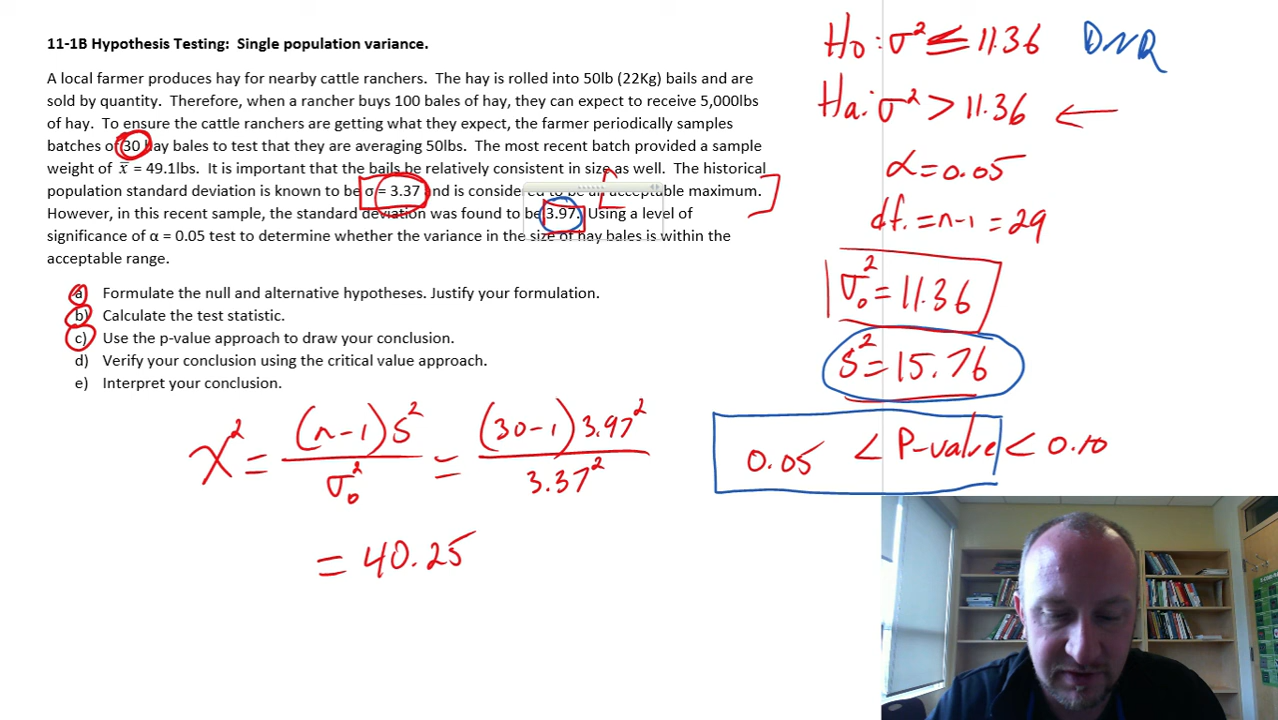 11-1B Hypothesis Testing: Single population variance.
A local farmer produces hay for nearby cattle ranchers. The hay is rolled into 50lb (22Kg) bails and are
sold by quantity. Therefore, when a rancher buys 100 bales of hay, they can expect to receive 5,000lbs
of hay. To ensure the cattle ranchers are getting what they expect, the farmer periodically samples
batches of 30 hay bales to test that they are averaging 50lbs. The most recent batch provided a sample
weight of x̄ = 49.1lbs. It is important that the bails be relatively consistent in size as well. The historical
population standard deviation is known to be σ = 3.37 and is considered to be an acceptable maximum.
However, in this recent sample, the standard deviation was found to be 3.97. Using a level of
significance of α = 0.05 test to determine whether the variance in the size of hay bales is within the
acceptable range.
a) Formulate the null and alternative hypotheses. Justify your formulation.
b) Calculate the test statistic.
c) Use the p-value approach to draw your conclusion.
d) Verify your conclusion using the critical value approach.
e) Interpret your conclusion.
χ² = (n-1)S² / σ₀² = (30-1)3.97² / 3.37²
= 40.25
Ho: σ² ≤ 11.36 DNR
Ha: σ² > 11.36 ←
α = 0.05
df. = n-1 = 29
σ₀² = 11.36
S² = 15.76
0.05 < P-value < 0.10